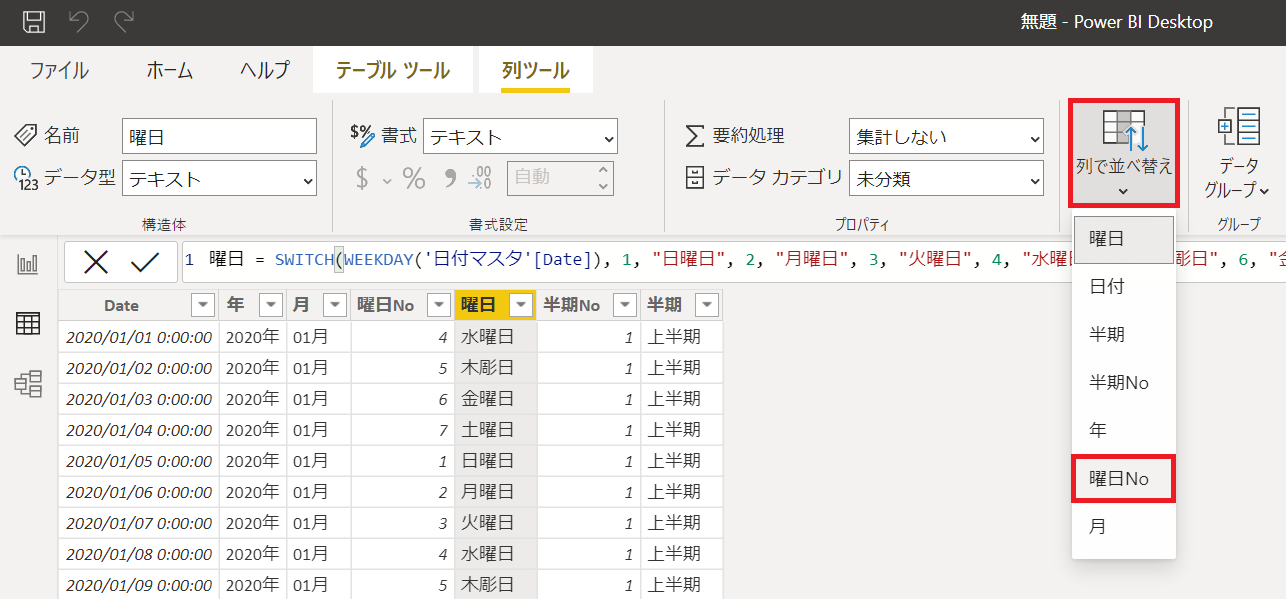 無題 - Power BI Desktop
ファイル ホーム ヘルプ テーブル ツール 列ツール
名前 曜日
データ型 テキスト
構造体
$% 書式 テキスト
$ % 9 .00 自動
書式設定
Σ 要約処理 集計しない
データ カテゴリ 未分類
プロパティ
列で並べ替え
データ
グループ
グループ
1 曜日 = SWITCH(WEEKDAY('日付マスタ'[Date]), 1, "日曜日", 2, "月曜日", 3, "火曜日", 4, "水曜 彫日", 6, "金
曜日
日付
半期
半期No
年
曜日No
月
Date 年 月 曜日No 曜日 半期No 半期
2020/01/01 0:00:00 2020年 01月 4 水曜日 1 上半期
2020/01/02 0:00:00 2020年 01月 5 木彫日 1 上半期
2020/01/03 0:00:00 2020年 01月 6 金曜日 1 上半期
2020/01/04 0:00:00 2020年 01月 7 土曜日 1 上半期
2020/01/05 0:00:00 2020年 01月 1 日曜日 1 上半期
2020/01/06 0:00:00 2020年 01月 2 月曜日 1 上半期
2020/01/07 0:00:00 2020年 01月 3 火曜日 1 上半期
2020/01/08 0:00:00 2020年 01月 4 水曜日 1 上半期
2020/01/09 0:00:00 2020年 01月 5 木彫日 1 上半期